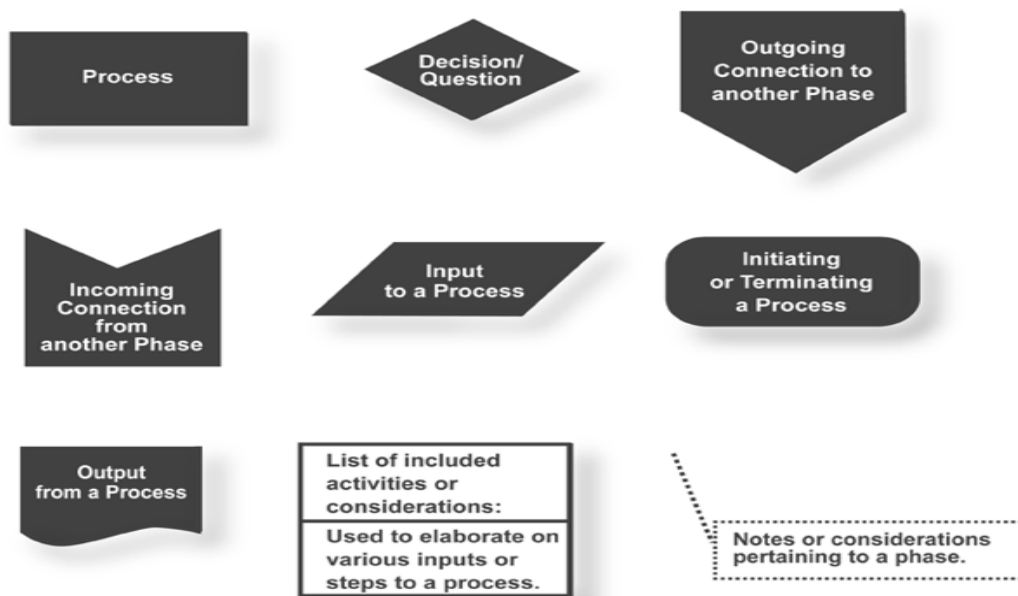 Process
Decision/
Question
Outgoing
Connection to
another Phase
Incoming
Connection
from
another Phase
Input
to a Process
Initiating
or Terminating
a Process
Output
from a Process
List of included
activities or
considerations:
Used to elaborate on
various inputs or
steps to a process.
Notes or considerations
pertaining to a phase.